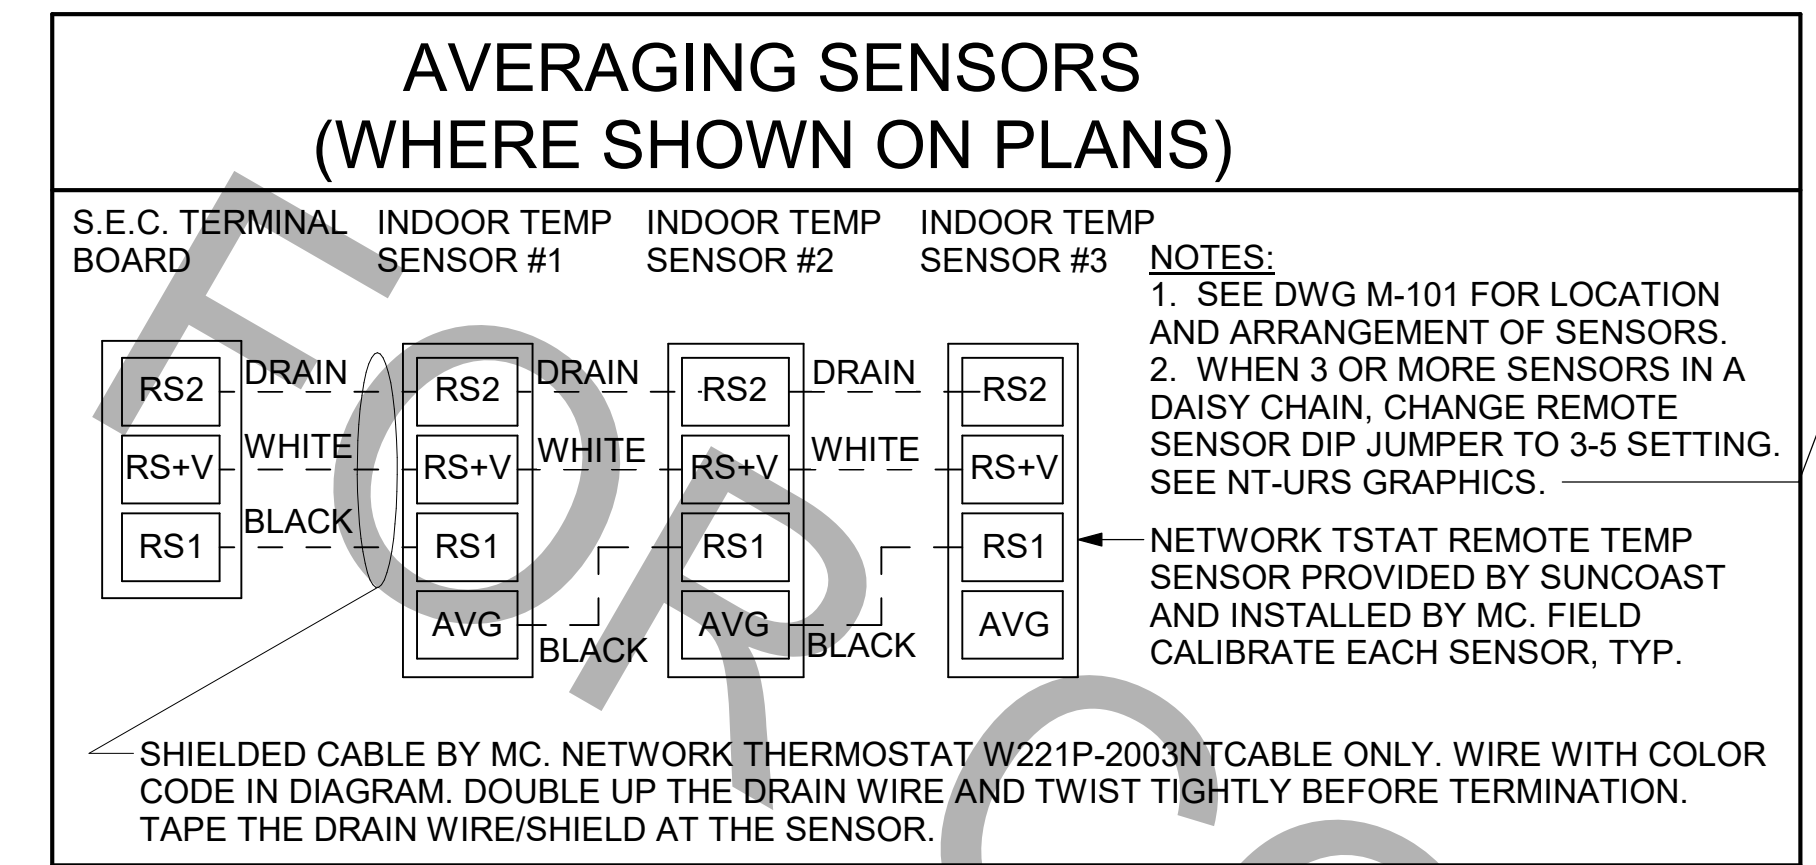 AVERAGING SENSORS
(WHERE SHOWN ON PLANS)
S.E.C. TERMINAL
BOARD
INDOOR TEMP
SENSOR #1
INDOOR TEMP
SENSOR #2
INDOOR TEMP
SENSOR #3
NOTES:
1. SEE DWG M-101 FOR LOCATION
AND ARRANGEMENT OF SENSORS.
2. WHEN 3 OR MORE SENSORS IN A
DAISY CHAIN, CHANGE REMOTE
SENSOR DIP JUMPER TO 3-5 SETTING.
SEE NT-URS GRAPHICS.
RS2 DRAIN RS2 DRAIN RS2 DRAIN RS2
RS+V WHITE RS+V WHITE RS+V WHITE RS+V
RS1 BLACK RS1 RS1 RS1
AVG BLACK AVG BLACK AVG
NETWORK TSTAT REMOTE TEMP
SENSOR PROVIDED BY SUNCOAST
AND INSTALLED BY MC. FIELD
CALIBRATE EACH SENSOR, TYP.
SHIELDED CABLE BY MC. NETWORK THERMOSTAT W221P-2003NTCABLE ONLY. WIRE WITH COLOR
CODE IN DIAGRAM. DOUBLE UP THE DRAIN WIRE AND TWIST TIGHTLY BEFORE TERMINATION.
TAPE THE DRAIN WIRE/SHIELD AT THE SENSOR.
FOR